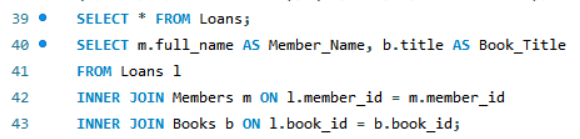 39 SELECT * FROM Loans;
40 SELECT m.full_name AS Member_Name, b.title AS Book_Title
41 FROM Loans l
42 INNER JOIN Members m ON l.member_id = m.member_id
43 INNER JOIN Books b ON l.book_id = b.book_id;